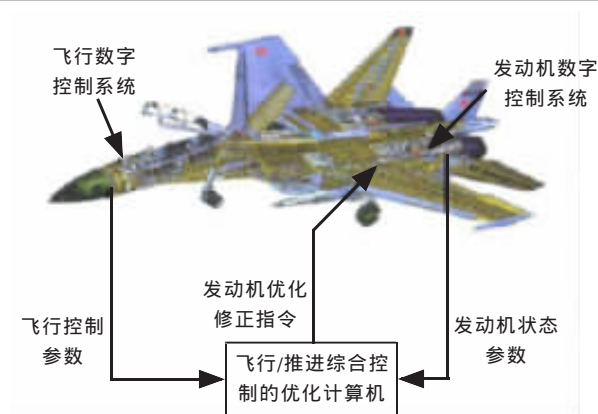 飞行数字
控制系统
发动机数字
控制系统
发动机优化
修正指令
飞行控制
参数
发动机状态
参数
飞行/推进综合控
制的优化计算机